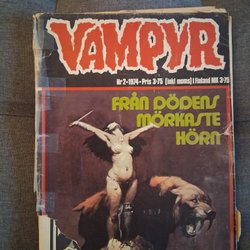 VAMPYR
Nr 2-1974 - Pris 3:75 (inkl moms) I Finland MK 3:75
FRÅN DÖDENS
MÖRKASTE
HÖRN